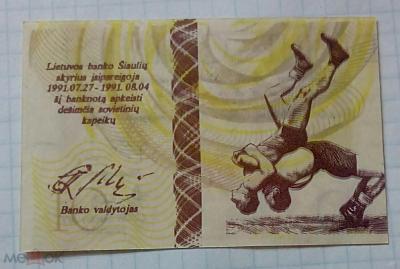 Lietuvos banko Šiaulių
skyrius įsipareigoja
1991.07.27 - 1991.08.04
šį banknotą apkeisti
dešimčia sovietinių
kapeikų
Banko valdytojas